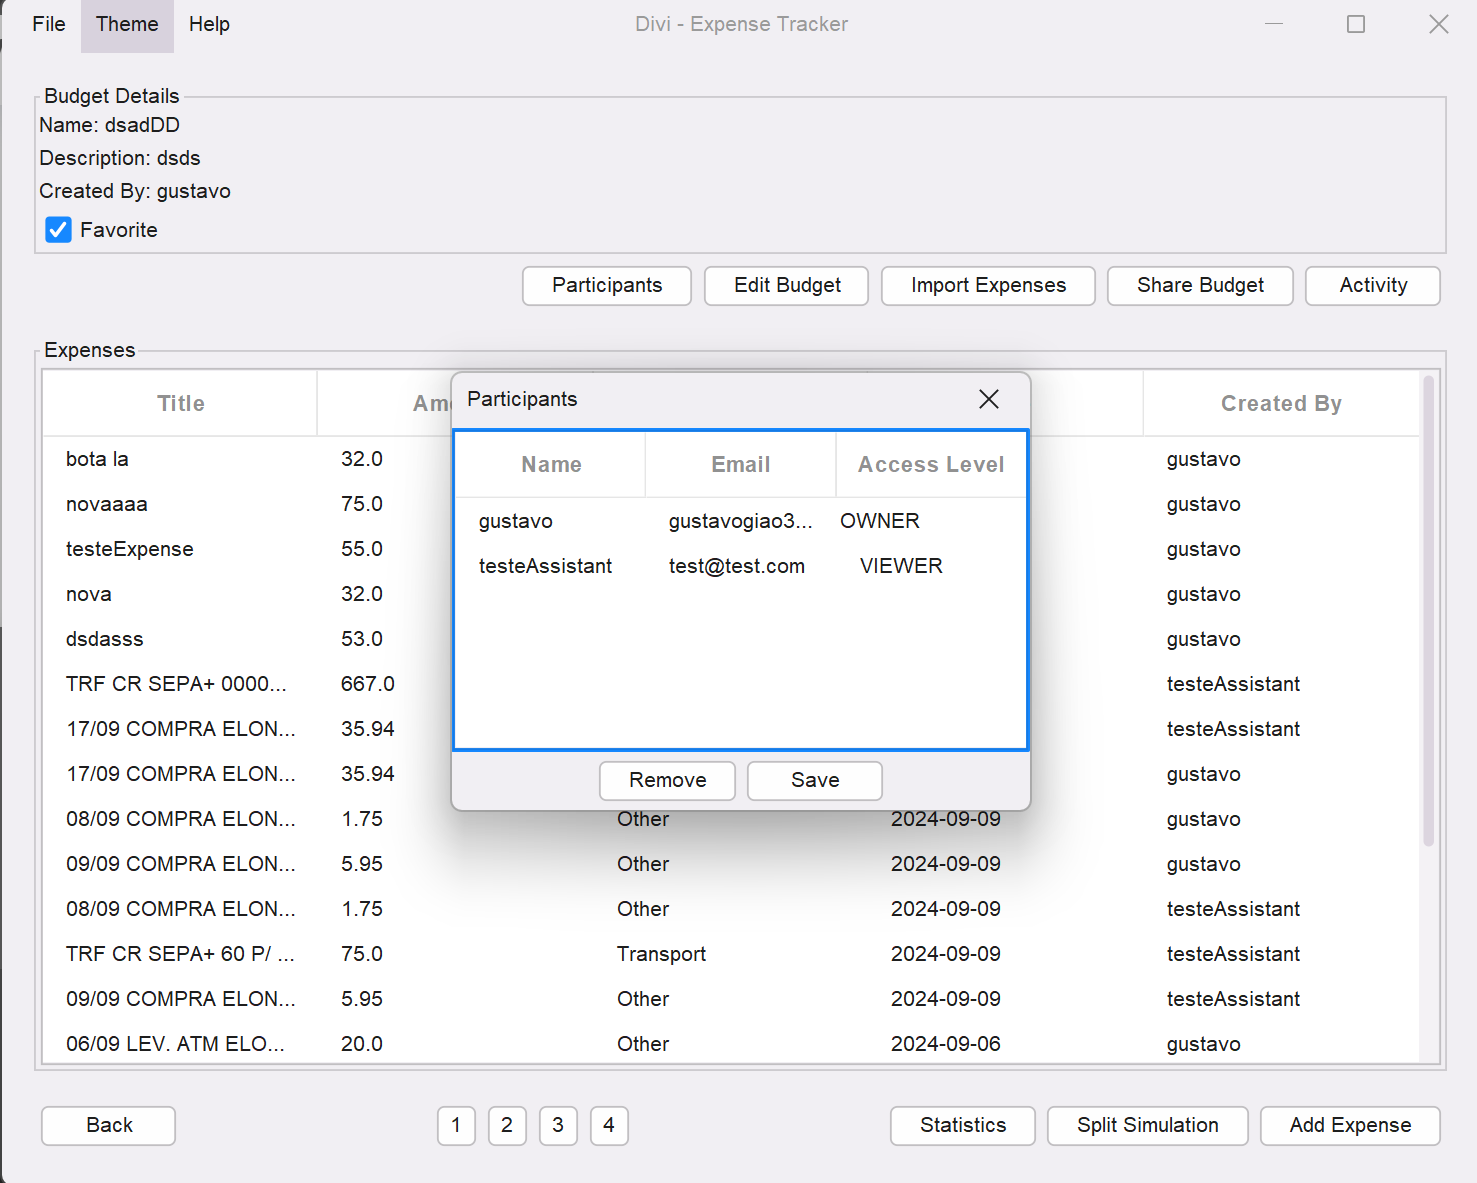 File Theme Help Divi - Expense Tracker
Budget Details
Name: dsadDD
Description: dsds
Created By: gustavo
Favorite
Participants Edit Budget Import Expenses Share Budget Activity
Expenses
Title Created By
bota la 32.0 gustavo
novaaaa 75.0 gustavo
testeExpense 55.0 gustavo
nova 32.0 gustavo
dsdasss 53.0 gustavo
TRF CR SEPA+ 0000... 667.0 testeAssistant
17/09 COMPRA ELON... 35.94 testeAssistant
17/09 COMPRA ELON... 35.94 gustavo
08/09 COMPRA ELON... 1.75 Other 2024-09-09 gustavo
09/09 COMPRA ELON... 5.95 Other 2024-09-09 gustavo
08/09 COMPRA ELON... 1.75 Other 2024-09-09 testeAssistant
TRF CR SEPA+ 60 P/ ... 75.0 Transport 2024-09-09 testeAssistant
09/09 COMPRA ELON... 5.95 Other 2024-09-09 testeAssistant
06/09 LEV. ATM ELO... 20.0 Other 2024-09-06 gustavo
Participants
Name Email Access Level
gustavo gustavogiao3... OWNER
testeAssistant test@test.com VIEWER
Remove Save
Back 1 2 3 4 Statistics Split Simulation Add Expense